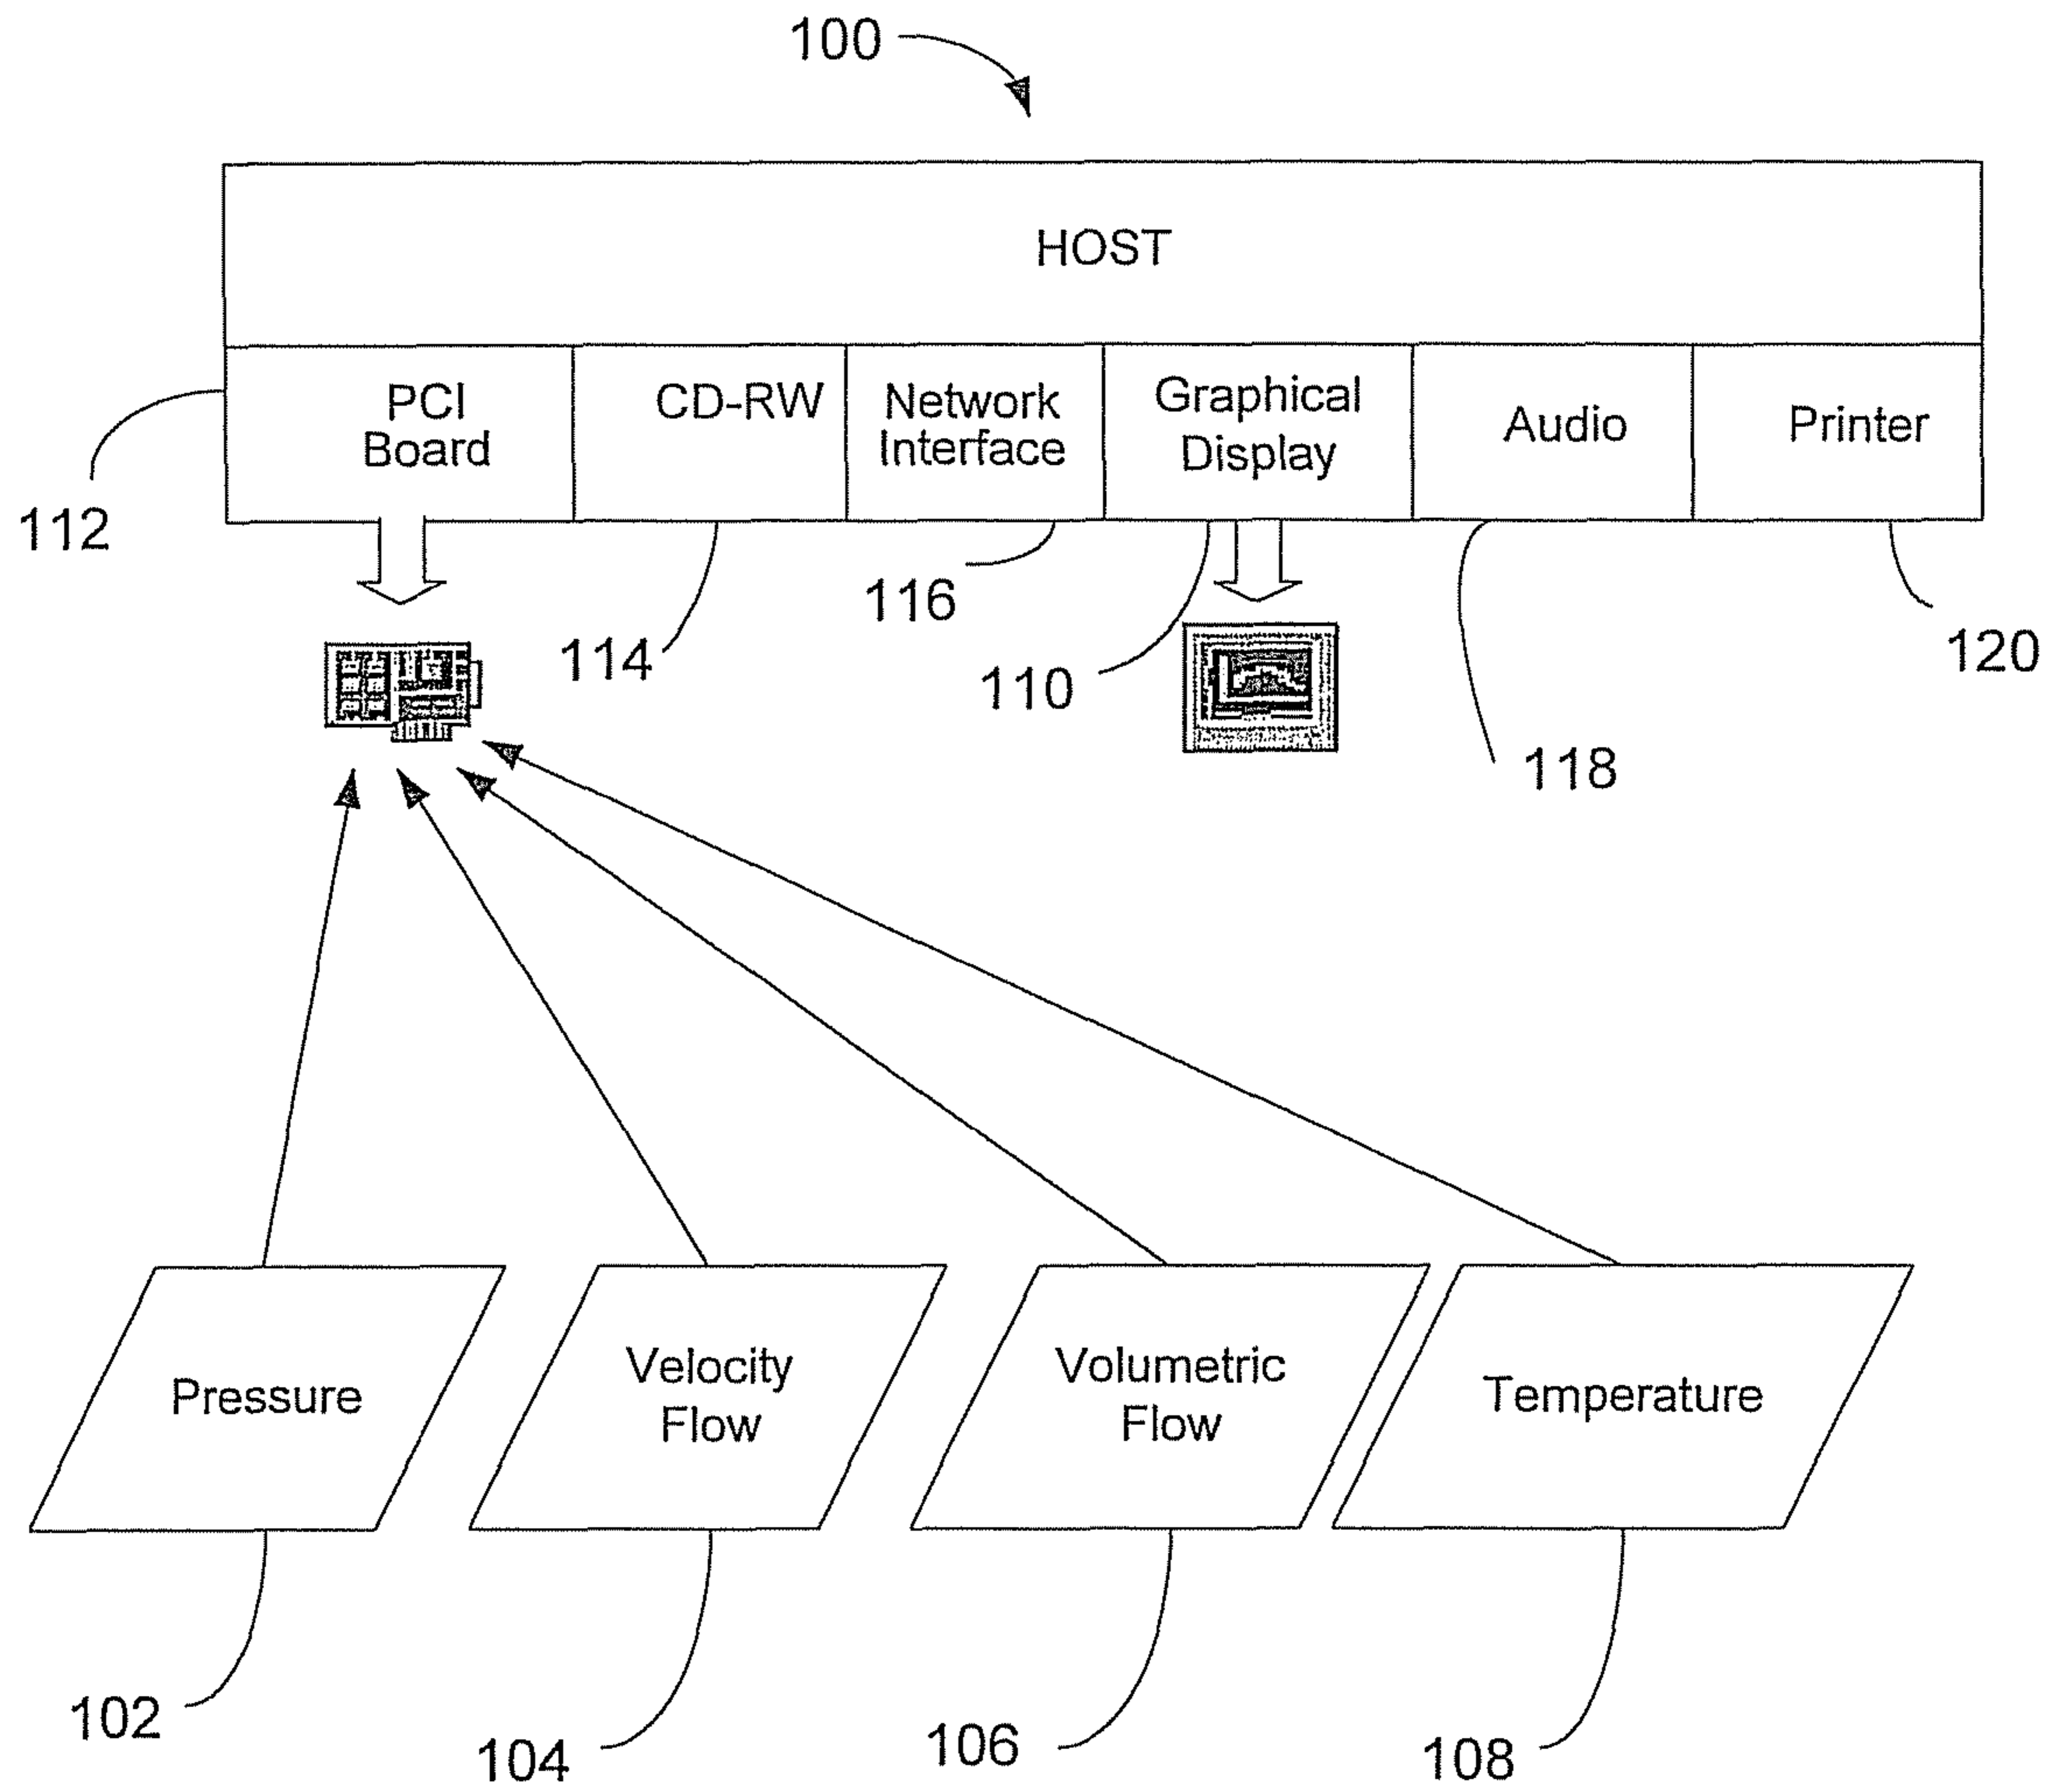 100
HOST
PCI
Board
CD-RW
Network
Interface
Graphical
Display
Audio
Printer
112
114
116
110
118
120
Pressure
Velocity
Flow
Volumetric
Flow
Temperature
102
104
106
108